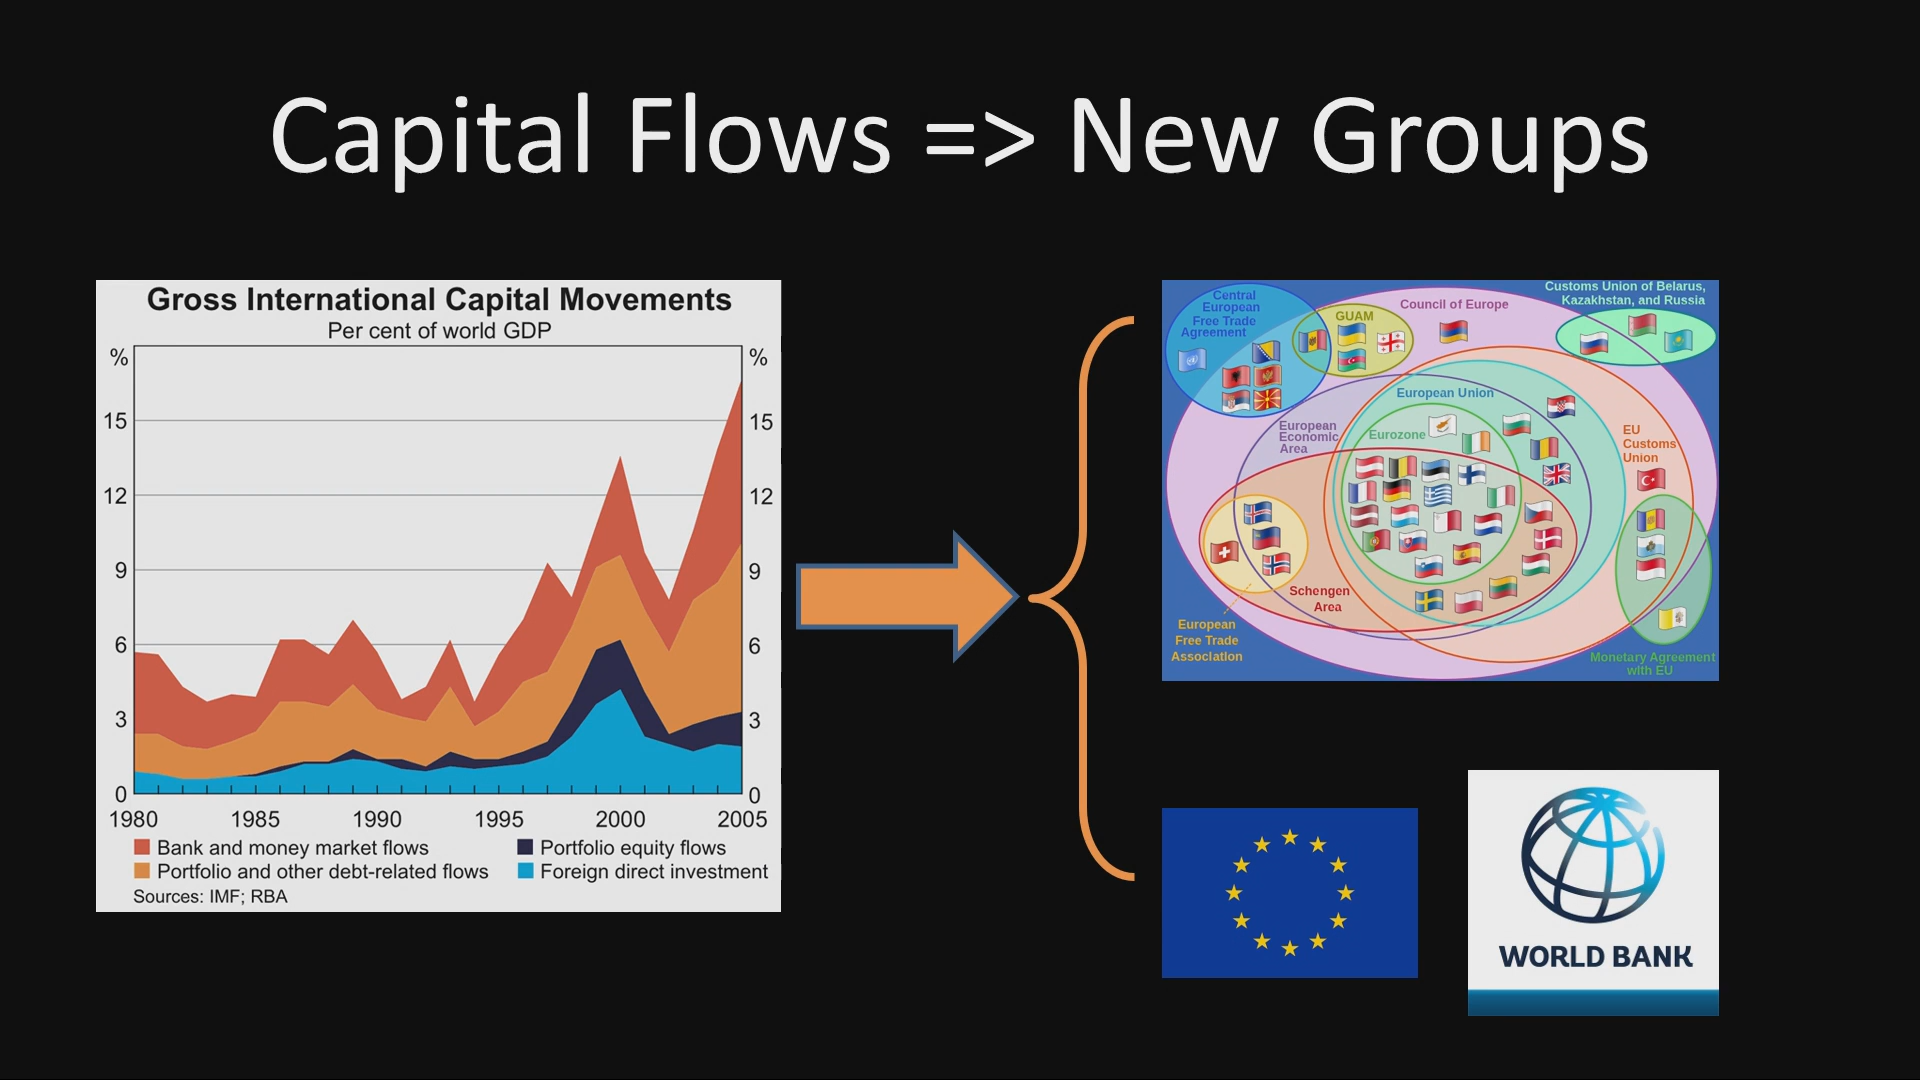 Capital Flows => New Groups
Gross International Capital Movements
Per cent of world GDP
% %
15 15
12 12
9 9
6 6
3 3
0 0
1980 1985 1990 1995 2000 2005
Bank and money market flows
Portfolio equity flows
Portfolio and other debt-related flows
Foreign direct investment
Sources: IMF; RBA
Central
European
Free Trade
Agreement
GUAM
Council of Europe
Customs Union of Belarus,
Kazakhstan, and Russia
European Union
European
Economic
Area
Eurozone
EU
Customs
Union
Schengen
Area
European
Free Trade
Association
Monetary Agreement
with EU
WORLD BANK